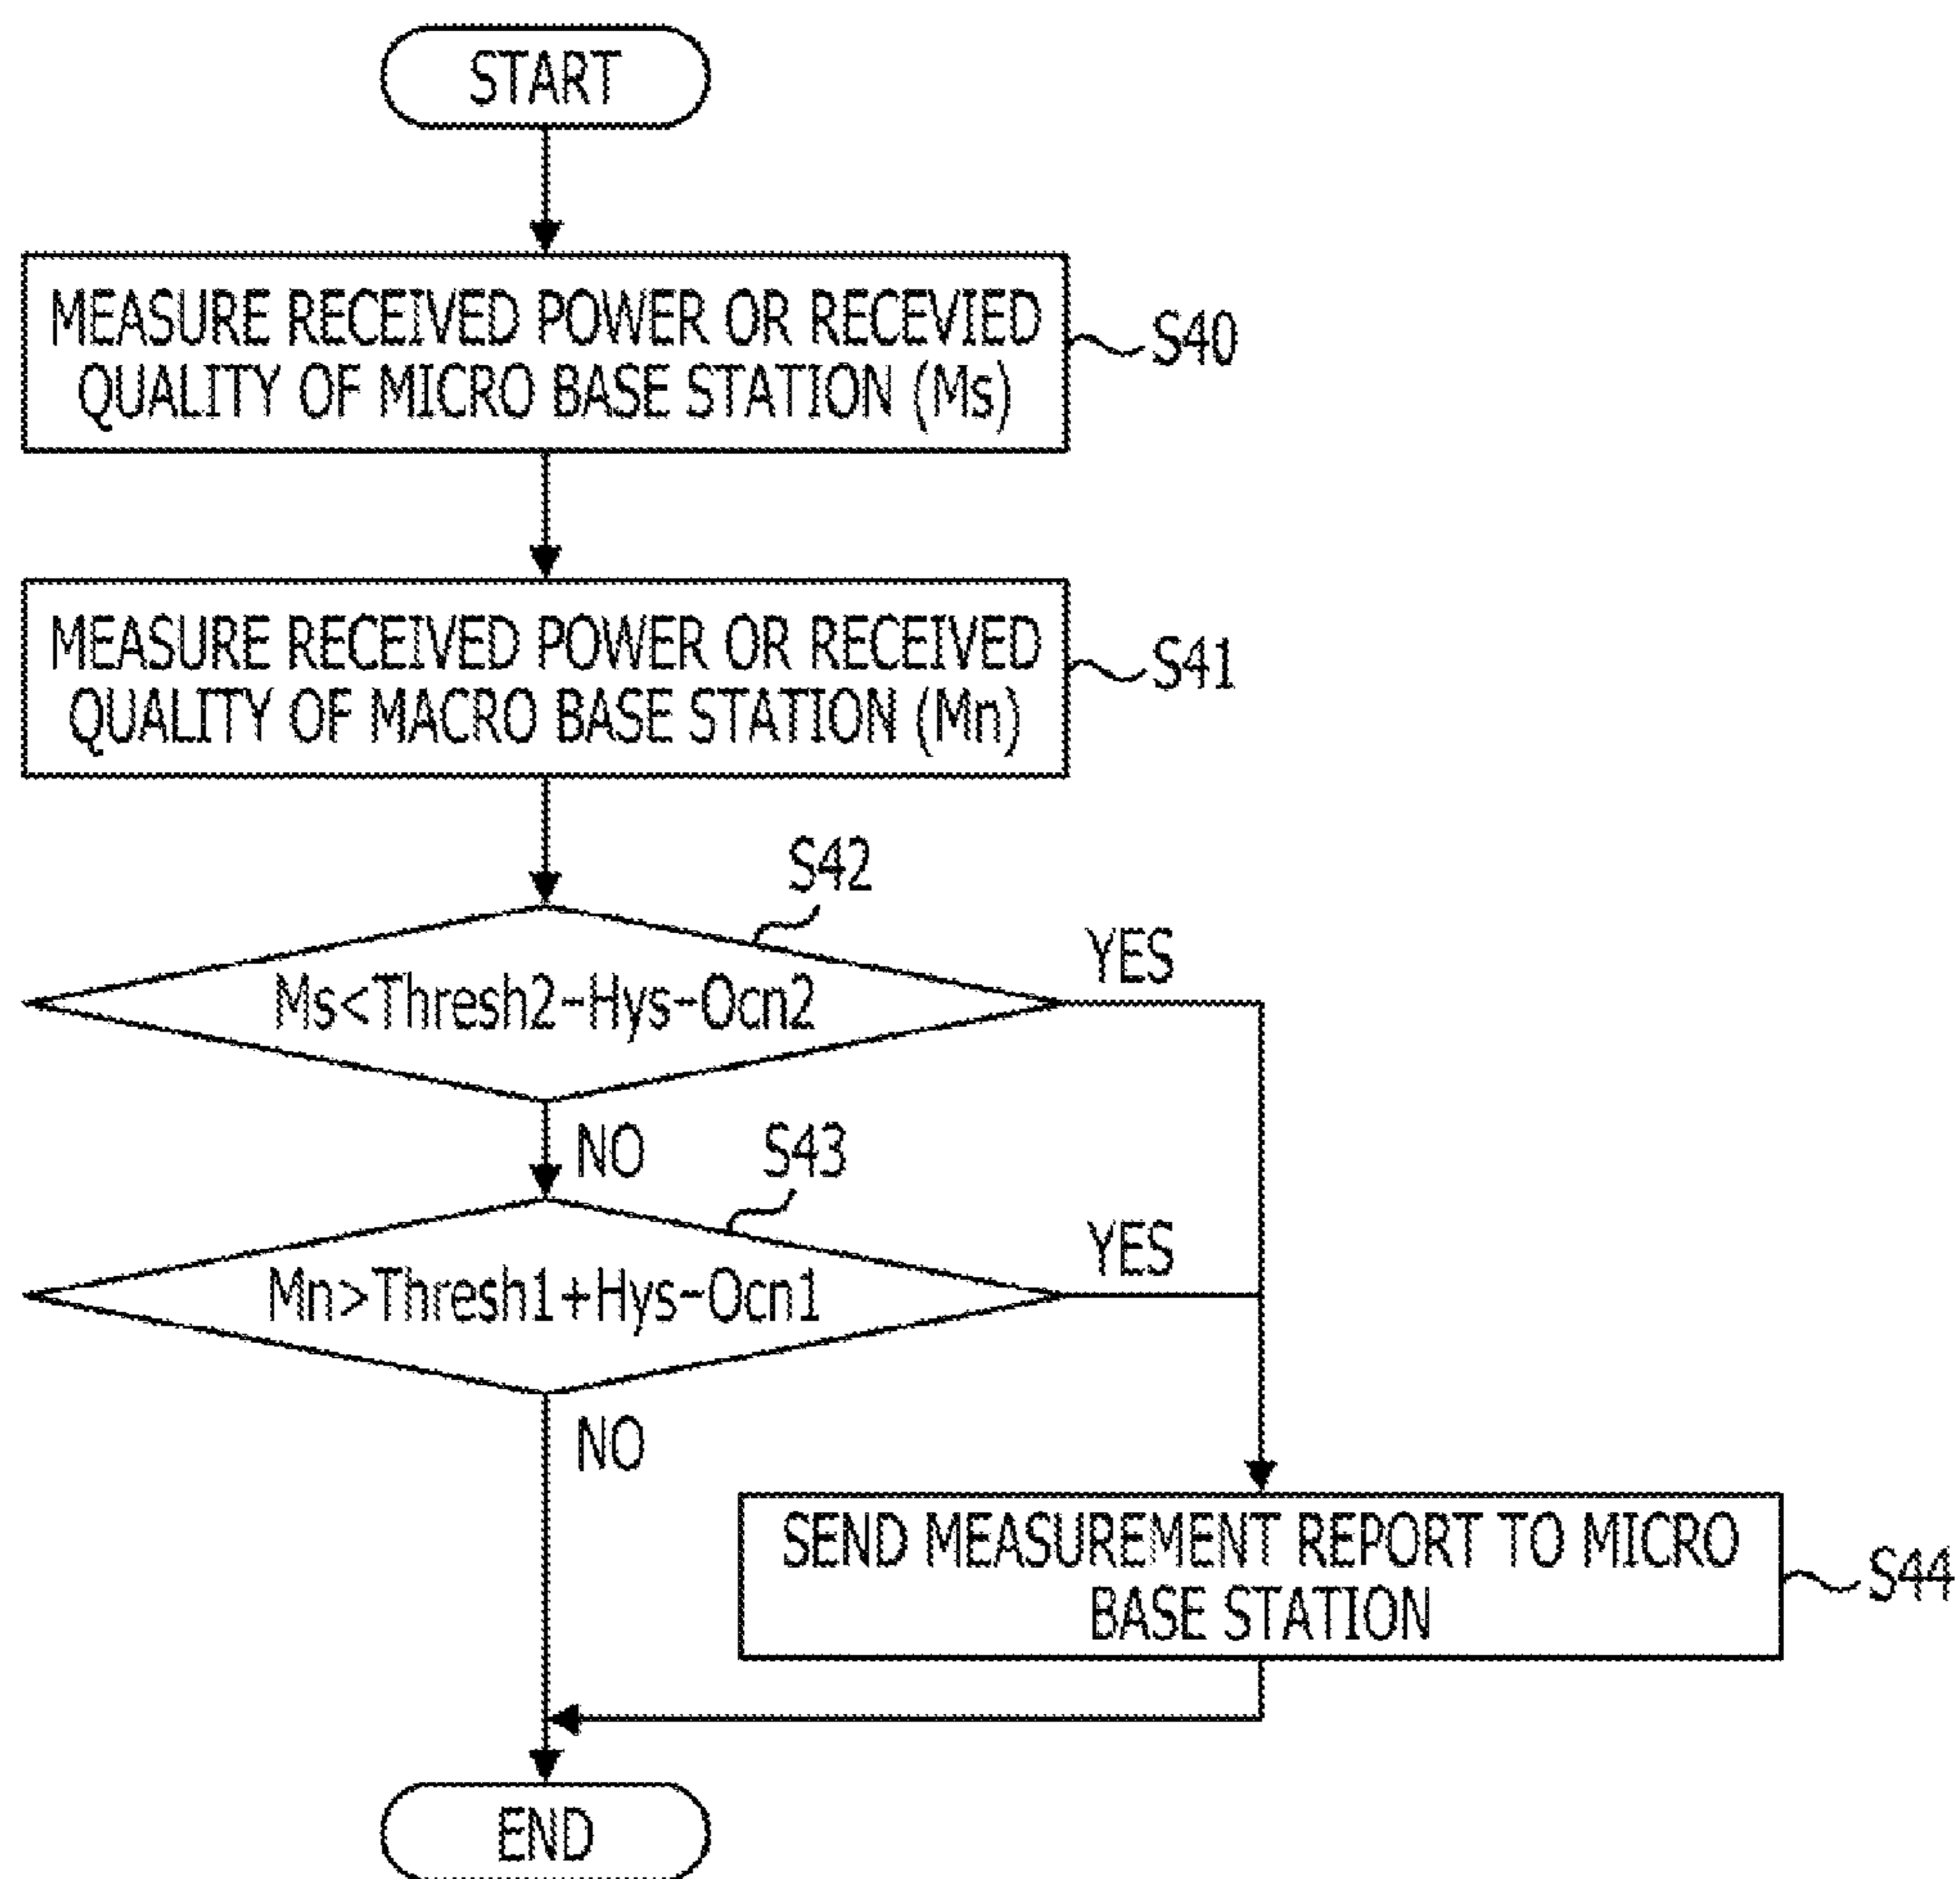 START
MEASURE RECEIVED POWER OR RECEVIED
QUALITY OF MICRO BASE STATION (Ms)
S40
MEASURE RECEIVED POWER OR RECEIVED
QUALITY OF MACRO BASE STATION (Mn)
S41
S42
Ms<Thresh2-Hys-Ocn2
YES
NO
S43
Mn>Thresh1+Hys-Ocn1
YES
NO
SEND MEASUREMENT REPORT TO MICRO
BASE STATION
S44
END